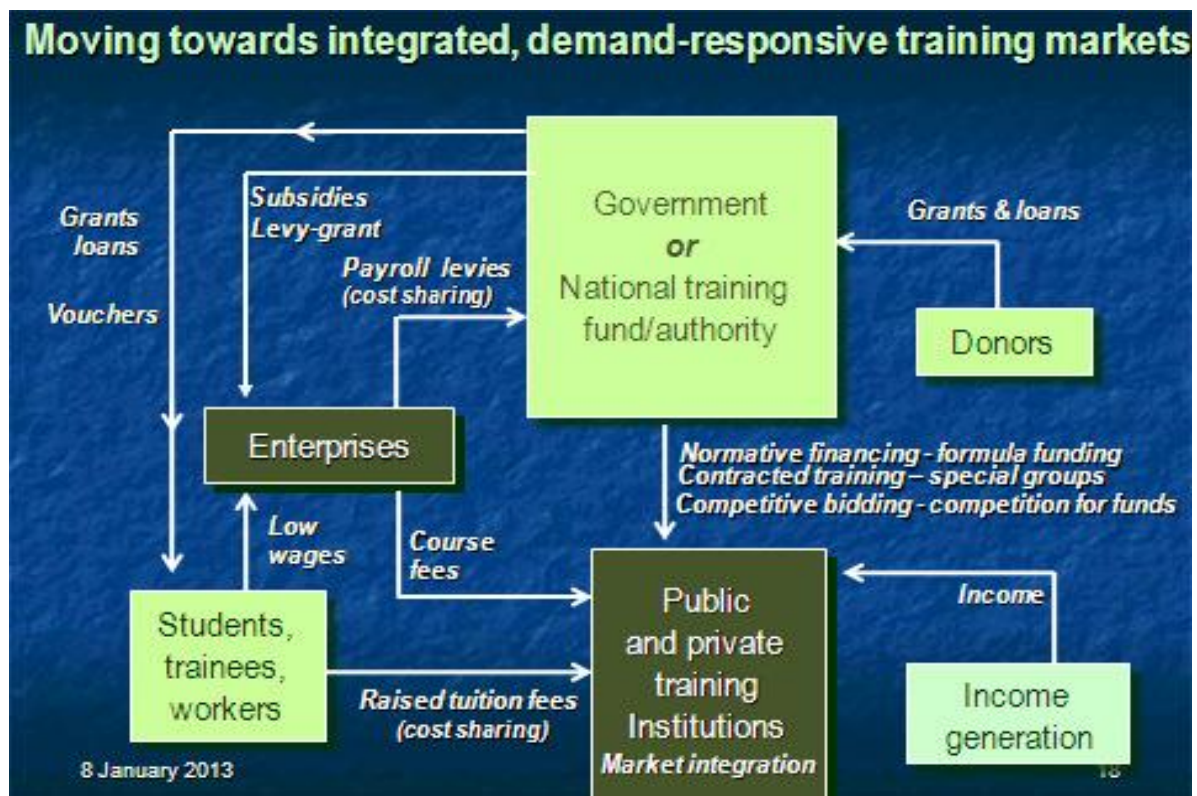 Moving towards integrated, demand-responsive training markets
Grants
loans
Vouchers
Subsidies
Levy-grant
Payroll levies
(cost sharing)
Government
or
National training
fund/authority
Grants & loans
Donors
Enterprises
Normative financing - formula funding
Contracted training – special groups
Competitive bidding - competition for funds
Low
wages
Course
fees
Students,
trainees,
workers
Raised tuition fees
(cost sharing)
Public
and private
training
Institutions
Market integration
Income
Income
generation
8 January 2013
18